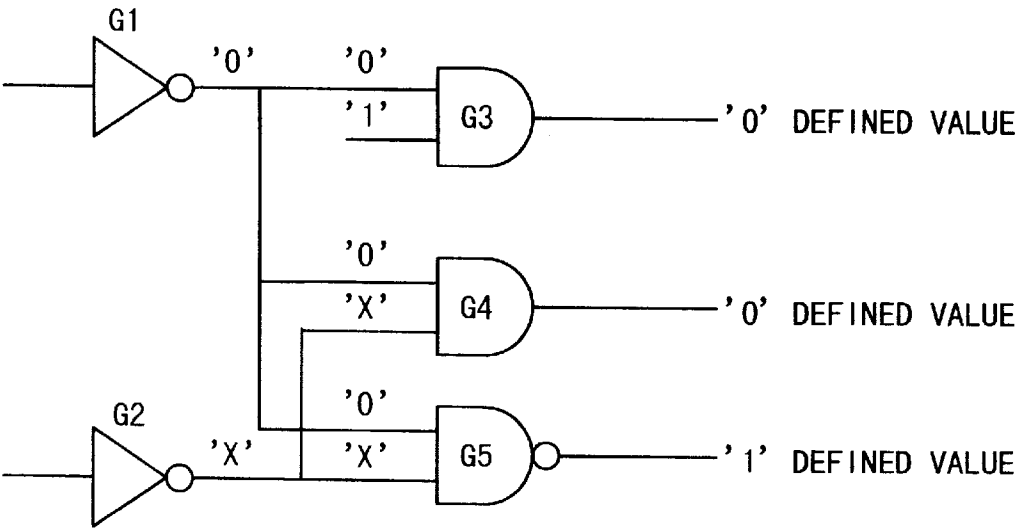 G1
'0' '0'
'1' G3 '0' DEFINED VALUE
'0'
'X' G4 '0' DEFINED VALUE
G2 '0'
'X' 'X' G5 '1' DEFINED VALUE